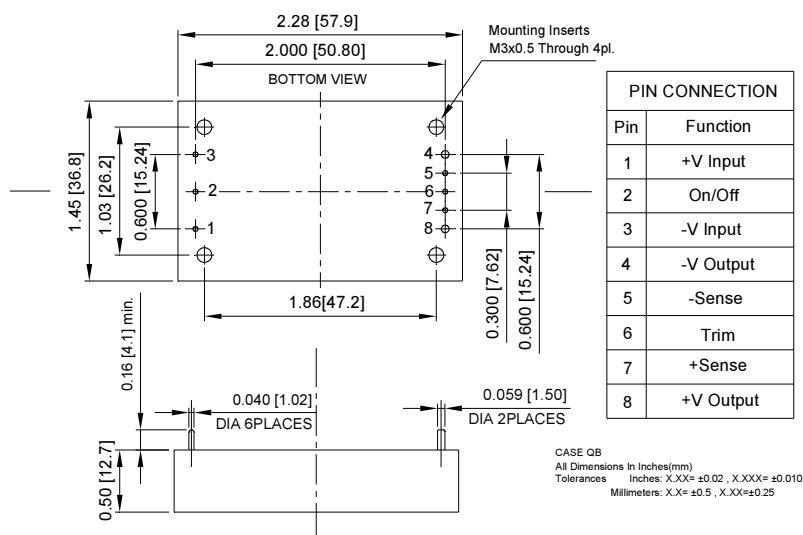 2.28 [57.9]
2.000 [50.80]
BOTTOM VIEW
Mounting Inserts
M3x0.5 Through 4pl.
1.45 [36.8]
1.03 [26.2]
0.600 [15.24]
3
2
1
4
5
6
7
8
0.300 [7.62]
0.600 [15.24]
1.86[47.2]
0.16 [4.1] min.
0.040 [1.02]
DIA 6PLACES
0.059 [1.50]
DIA 2PLACES
0.50 [12.7]
PIN CONNECTION
Pin Function
1 +V Input
2 On/Off
3 -V Input
4 -V Output
5 -Sense
6 Trim
7 +Sense
8 +V Output
CASE QB
All Dimensions In Inches(mm)
Tolerances Inches: X.XX= ±0.02 , X.XXX= ±0.010
Millimeters: X.X= ±0.5 , X.XX=±0.25